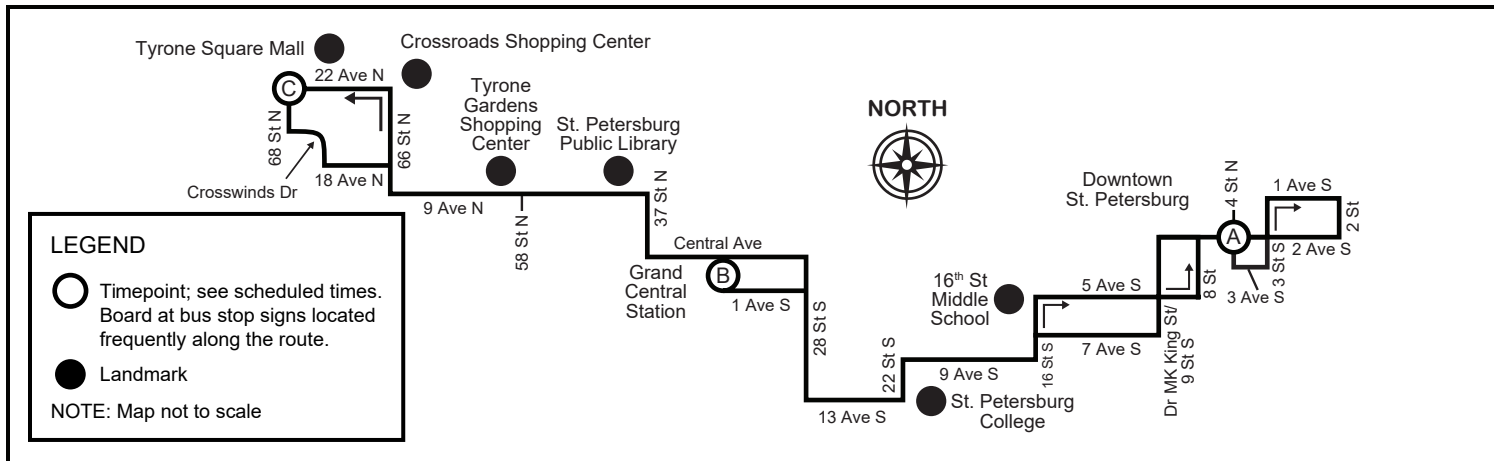 Tyrone Square Mall
Crossroads Shopping Center
22 Ave N
C
68 St N
66 St N
Crosswinds Dr
18 Ave N
Tyrone
Gardens
Shopping
Center
St. Petersburg
Public Library
9 Ave N
58 St N
37 St N
Central Ave
B
Grand
Central
Station
1 Ave S
28 St S
13 Ave S
22 St S
9 Ave S
St. Petersburg
College
16th St
Middle
School
16 St S
5 Ave S
7 Ave S
Dr MK King St/
9 St S
8 St
NORTH
Downtown
St. Petersburg
4 St N
A
3 Ave S
3 St S
1 Ave S
2 Ave S
2 St
LEGEND
Timepoint; see scheduled times.
Board at bus stop signs located
frequently along the route.
Landmark
NOTE: Map not to scale